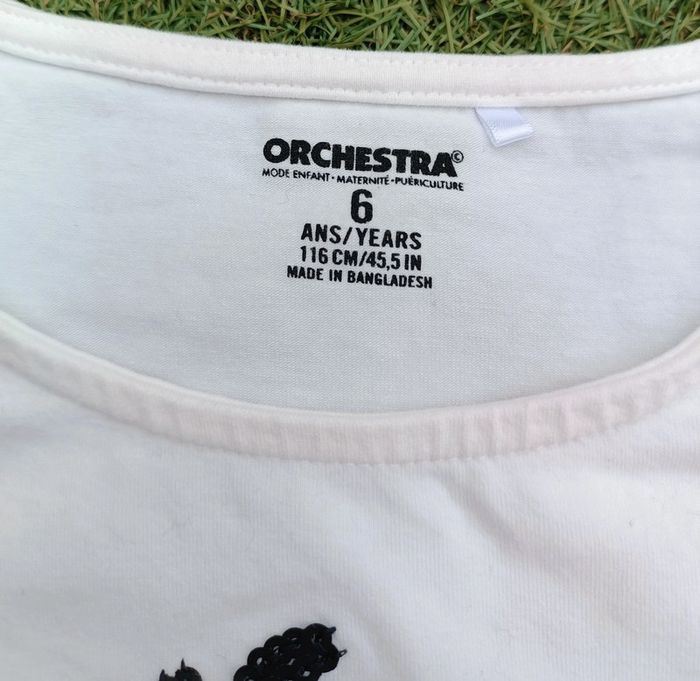 ORCHESTRA©
MODE ENFANT • MATERNITÉ • PUÉRICULTURE
6
ANS/YEARS
116 CM/45,5 IN
MADE IN BANGLADESH